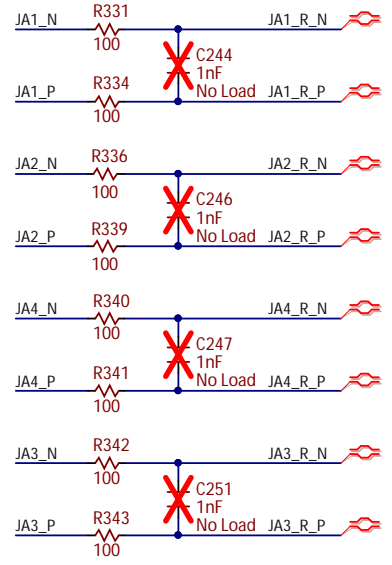 JA1_N R331 JA1_R_N
100
C244
1nF
JA1_P R334 No Load JA1_R_P
100
JA2_N R336 JA2_R_N
100
C246
1nF
JA2_P R339 No Load JA2_R_P
100
JA4_N R340 JA4_R_N
100
C247
1nF
JA4_P R341 No Load JA4_R_P
100
JA3_N R342 JA3_R_N
100
C251
1nF
JA3_P R343 No Load JA3_R_P
100